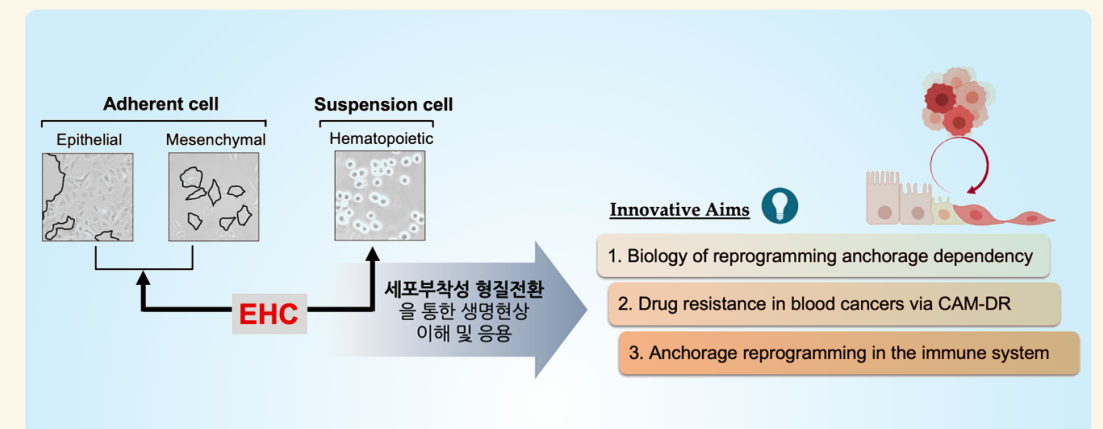 Adherent cell
Suspension cell
Epithelial
Mesenchymal
Hematopoietic
EHC
세포부착성 형질전환
을 통한 생명현상
이해 및 응용
Innovative Aims
1. Biology of reprogramming anchorage dependency
2. Drug resistance in blood cancers via CAM-DR
3. Anchorage reprogramming in the immune system